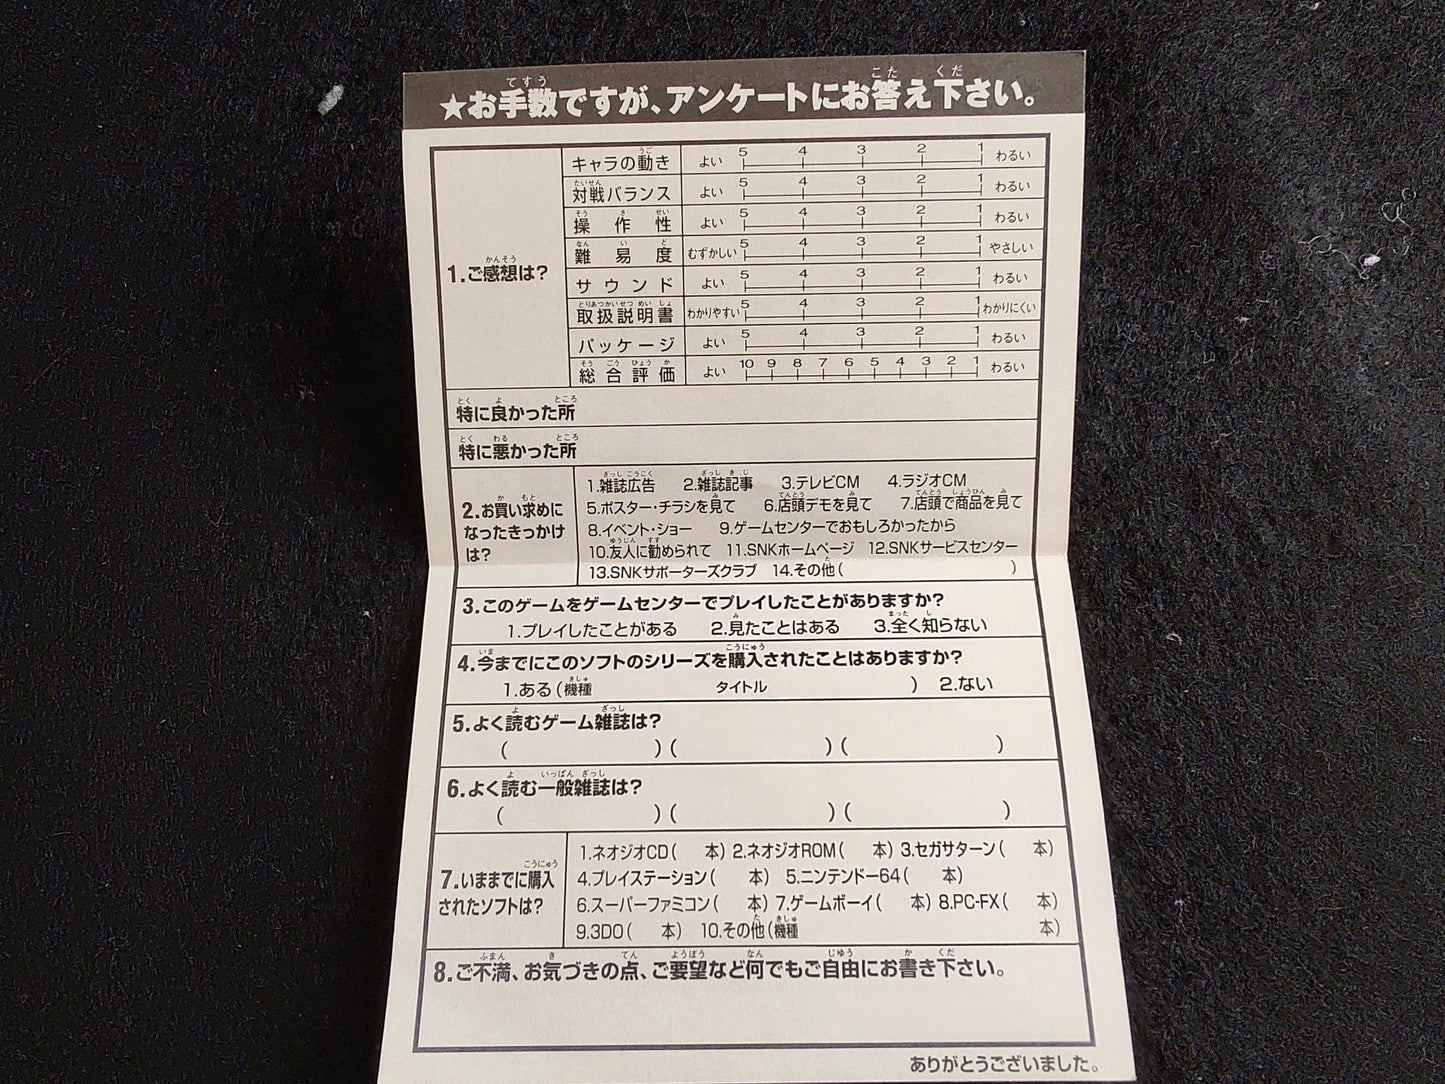 ★お手数ですが、アンケートにお答え下さい。
1.ご感想は?
キャラの動き よい 5 4 3 2 1 わるい
対戦バランス よい 5 4 3 2 1 わるい
操作性 よい 5 4 3 2 1 わるい
難易度 むずかしい 5 4 3 2 1 やさしい
サウンド よい 5 4 3 2 1 わるい
取扱説明書 わかりやすい 5 4 3 2 1 わかりにくい
パッケージ よい 5 4 3 2 1 わるい
総合評価 よい 10 9 8 7 6 5 4 3 2 1 わるい
特に良かった所
特に悪かった所
2.お買い求めに
なったきっかけ
は?
1.雑誌広告 2.雑誌記事 3.テレビCM 4.ラジオCM
5.ポスター・チラシを見て 6.店頭デモを見て 7.店頭で商品を見て
8.イベント・ショー 9.ゲームセンターでおもしろかったから
10.友人に勧められて 11.SNKホームページ 12.SNKサービスセンター
13.SNKサポーターズクラブ 14.その他( )
3.このゲームをゲームセンターでプレイしたことがありますか?
1.プレイしたことがある 2.見たことはある 3.全く知らない
4.今までにこのソフトのシリーズを購入されたことはありますか?
1.ある(機種 タイトル ) 2.ない
5.よく読むゲーム雑誌は?
( )( )( )
6.よく読む一般雑誌は?
( )( )( )
7.いままでに購入
されたソフトは?
1.ネオジオCD( 本) 2.ネオジオROM( 本) 3.セガサターン( 本)
4.プレイステーション( 本) 5.ニンテンドー64( 本)
6.スーパーファミコン( 本) 7.ゲームボーイ( 本) 8.PC-FX( 本)
9.3DO( 本) 10.その他(機種 本)
8.ご不満、お気づきの点、ご要望など何でもご自由にお書き下さい。
ありがとうございました。